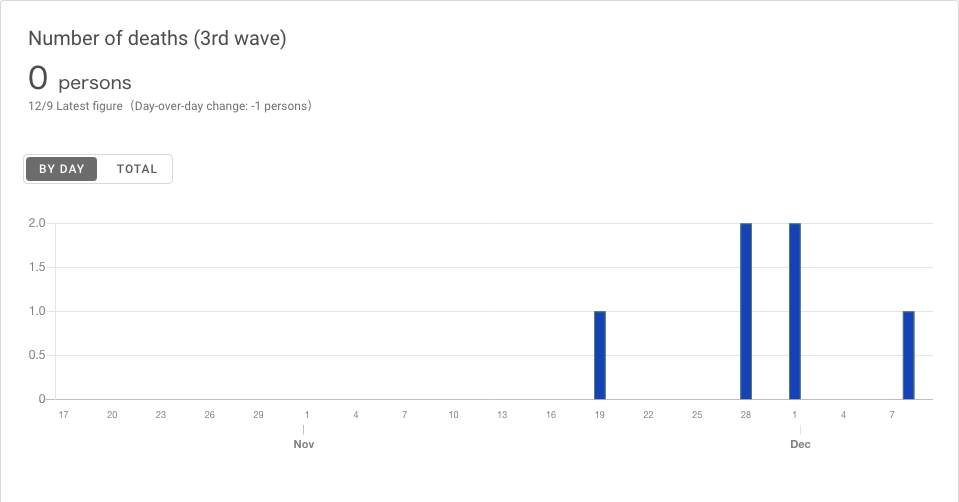 Number of deaths (3rd wave)
0 persons
12/9 Latest figure（Day-over-day change: -1 persons）
BY DAY TOTAL
2.0
1.5
1.0
0.5
0
17 20 23 26 29 1 4 7 10 13 16 19 22 25 28 1 4 7
Nov Dec